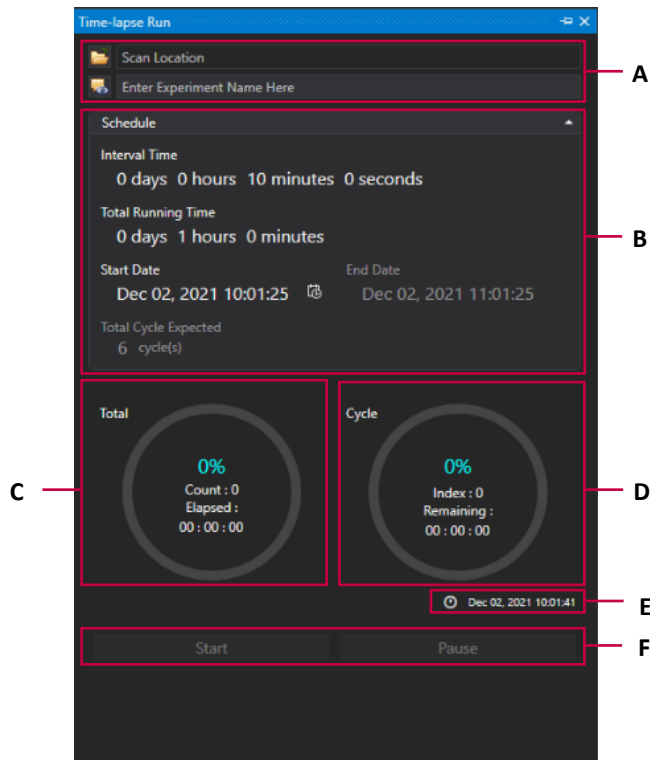 Time-lapse Run
Scan Location
A
Enter Experiment Name Here
Schedule
Interval Time
0 days 0 hours 10 minutes 0 seconds
Total Running Time
0 days 1 hours 0 minutes
B
Start Date End Date
Dec 02, 2021 10:01:25 Dec 02, 2021 11:01:25
Total Cycle Expected
6 cycle(s)
Total Cycle
0% 0%
C Count : 0 Index : 0 D
Elapsed : Remaining :
00 : 00 : 00 00 : 00 : 00
Dec 02, 2021 10:01:41 E
Start Pause F